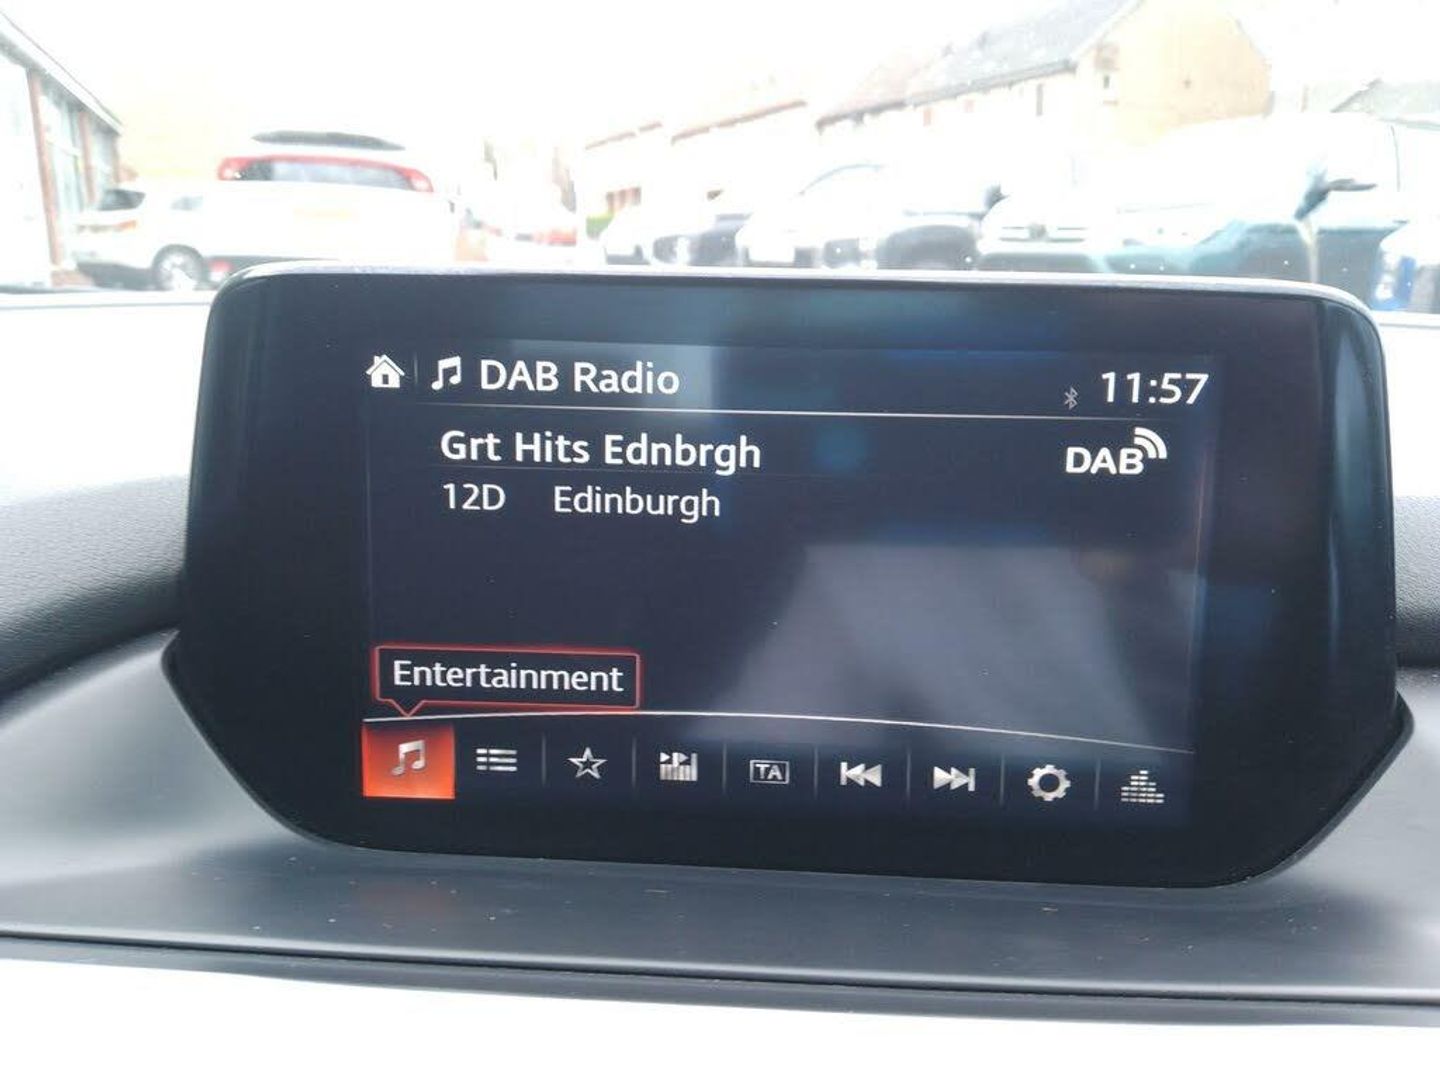 DAB Radio 11:57
Grt Hits Ednbrgh DAB
12D Edinburgh
Entertainment
TA